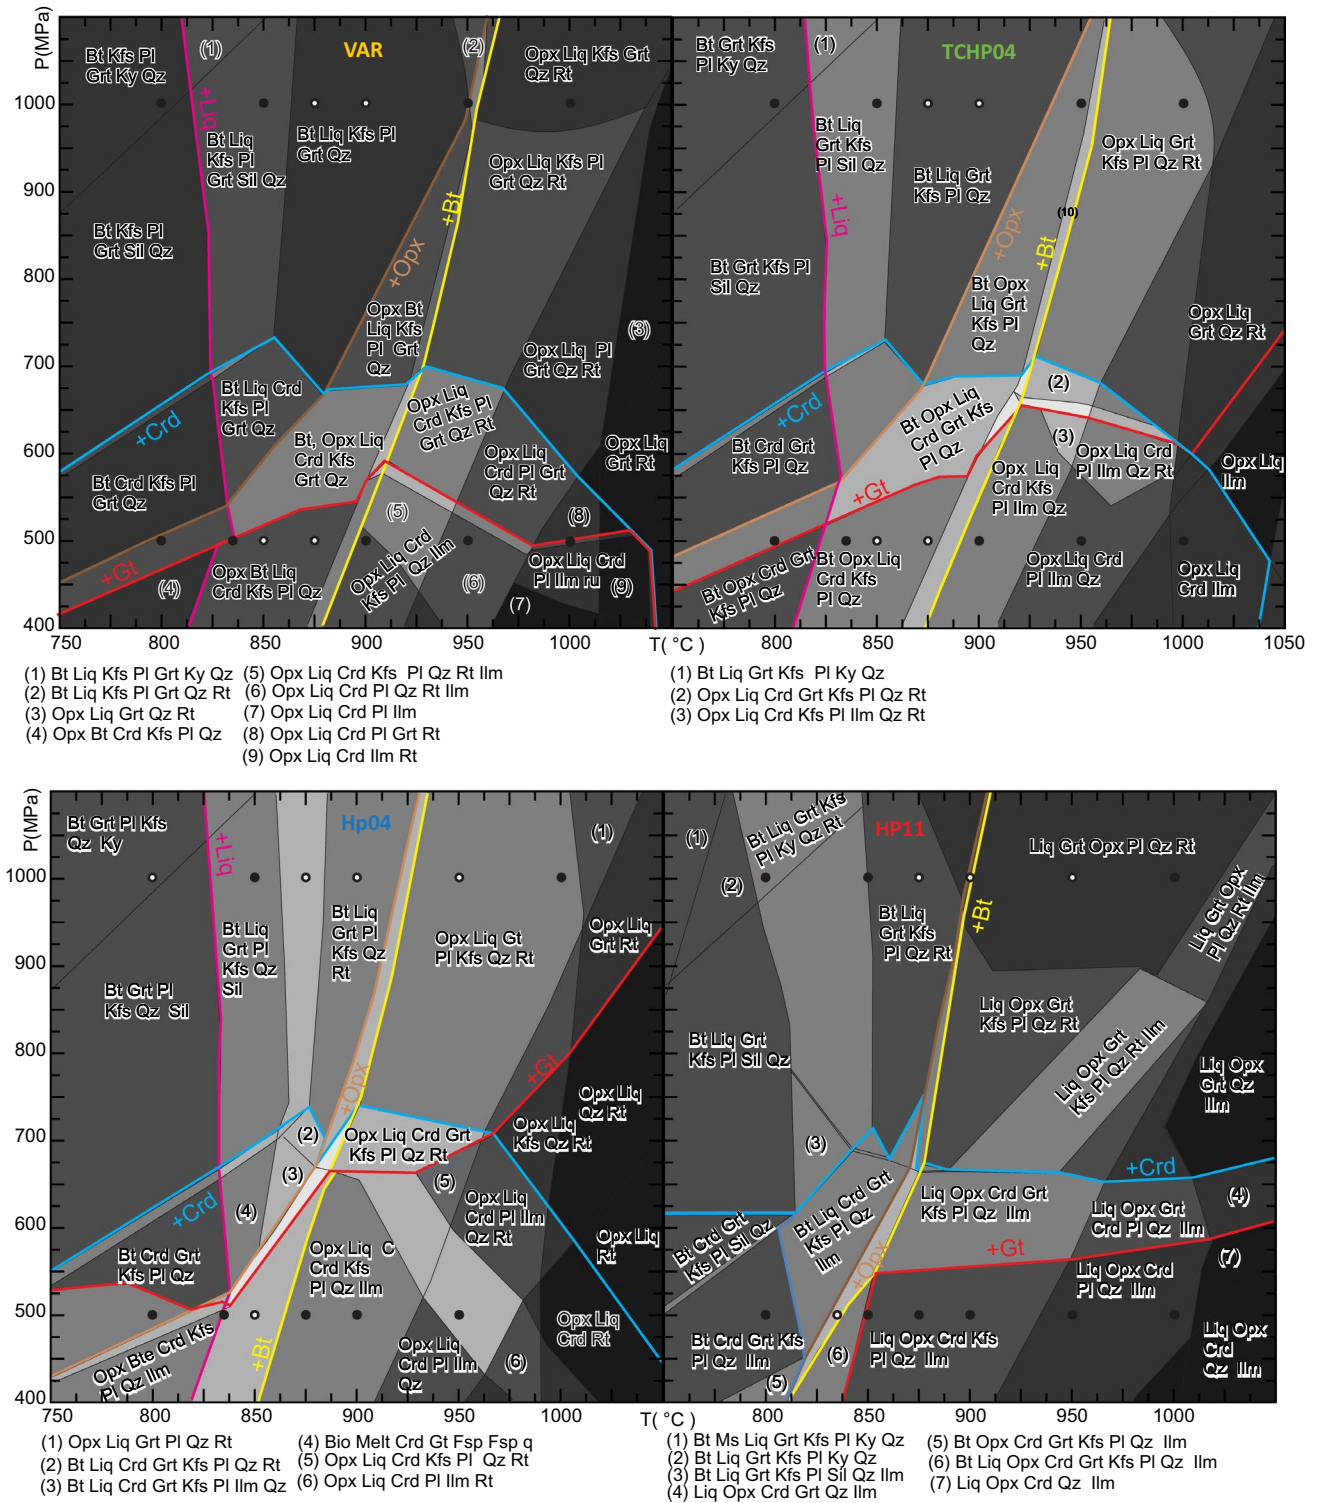 P(MPa)
VAR
Bt Kfs Pl
Grt Ky Qz
(1)
(2)
Opx Liq Kfs Grt
Qz Rt
1000
+Liq
Bt Liq
Kfs Pl
Grt Sil Qz
Bt Liq Kfs Pl
Grt Qz
Opx Liq Kfs Pl
Grt Qz Rt
900
+Bt
Bt Kfs Pl
Grt Sil Qz
+Opx
800
Opx Bt
Liq Kfs
Pl Grt
Qz
(3)
Opx Liq Pl
Grt Qz Rt
700
Bt Liq Crd
Kfs Pl
Grt Qz
+Crd
Opx Liq
Crd Kfs Pl
Grt Qz Rt
Bt, Opx Liq
Crd Kfs
Grt Qz
Opx Liq
Crd Pl Grt
Qz Rt
Opx Liq
Grt Rt
600
Bt Crd Kfs Pl
Grt Qz
(5)
(8)
500
+Gt
(4)
Opx Bt Liq
Crd Kfs Pl Qz
Opx Liq Crd
Kfs Pl Qz Ilm
(6)
Opx Liq Crd
Pl Ilm ru
(7)
(9)
400
750
800
850
900
950
1000
T( °C )
TCHP04
Bt Grt Kfs
Pl Ky Qz
(1)
Bt Liq
Grt Kfs
Pl Sil Qz
Opx Liq Grt
Kfs Pl Qz Rt
Bt Liq Grt
Kfs Pl Qz
+Liq
+Opx
(10)
+Bt
Bt Grt Kfs Pl
Sil Qz
Bt Opx
Liq Grt
Kfs Pl
Qz
Opx Liq
Grt Qz Rt
+Crd
(2)
Bt Opx Liq
Crd Grt Kfs
Pl Qz
(3)
Bt Crd Grt
Kfs Pl Qz
Opx Liq Crd
Pl Ilm Qz Rt
Opx Liq
Ilm
+Gt
Opx Liq
Crd Kfs
Pl Ilm Qz
Bt Opx Crd Grt
Kfs Pl Qz
Bt Opx Liq
Crd Kfs
Pl Qz
Opx Liq Crd
Pl Ilm Qz
Opx Liq
Crd Ilm
800
850
900
950
1000
1050
(1) Bt Liq Kfs Pl Grt Ky Qz
(2) Bt Liq Kfs Pl Grt Qz Rt
(3) Opx Liq Grt Qz Rt
(4) Opx Bt Crd Kfs Pl Qz
(5) Opx Liq Crd Kfs Pl Qz Rt Ilm
(6) Opx Liq Crd Pl Qz Rt Ilm
(7) Opx Liq Crd Pl Ilm
(8) Opx Liq Crd Pl Grt Rt
(9) Opx Liq Crd Ilm Rt
(1) Bt Liq Grt Kfs Pl Ky Qz
(2) Opx Liq Crd Grt Kfs Pl Qz Rt
(3) Opx Liq Crd Kfs Pl Ilm Qz Rt
P(MPa)
Hp04
Bt Grt Pl Kfs
Qz Ky
+Liq
(1)
1000
Bt Liq
Grt Pl
Kfs Qz
Sil
Bt Liq
Grt Pl
Kfs Qz
Rt
Opx Liq Gt
Pl Kfs Qz Rt
Opx Liq
Grt Rt
900
Bt Grt Pl
Kfs Qz Sil
800
+Opx
+Gt
Opx Liq
Qz Rt
Opx Liq
Kfs Qz Rt
700
(2)
Opx Liq Crd Grt
Kfs Pl Qz Rt
(3)
(5)
+Crd
(4)
Opx Liq
Crd Pl Ilm
Qz Rt
Opx Liq
Rt
600
Bt Crd Grt
Kfs Pl Qz
Opx Liq C
Crd Kfs
Pl Qz Ilm
500
Opx Bte Crd Kfs
Pl Qz Ilm
+Bt
Opx Liq
Crd Pl Ilm
Qz
Opx Liq
Crd Rt
(6)
400
750
800
850
900
950
1000
T( °C )
HP11
(1)
Bt Liq Grt Kfs
Pl Ky Qz Rt
(2)
Liq Grt Opx Pl Qz Rt
Liq Grt Opx
Pl Qz Rt Ilm
Bt Liq
Grt Kfs
Pl Qz Rt
+Bt
Liq Opx Grt
Kfs Pl Qz Rt
Bt Liq Grt
Kfs Pl Sil Qz
Liq Opx Grt
Kfs Pl Qz Rt Ilm
Liq Opx
Grt Qz
Ilm
(3)
+Crd
(4)
Bt Crd Grt
Kfs Pl Sil Qz
Bt Liq Crd Grt
Kfs Pl Qz
Ilm
Liq Opx Crd Grt
Kfs Pl Qz Ilm
Liq Opx Grt
Crd Pl Qz Ilm
+Opx
+Gt
(7)
Liq Opx Crd
Pl Qz Ilm
Bt Crd Grt Kfs
Pl Qz Ilm
(6)
Liq Opx Crd Kfs
Pl Qz Ilm
Liq Opx
Crd
Qz Ilm
(5)
800
850
900
950
1000
(1) Opx Liq Grt Pl Qz Rt
(2) Bt Liq Crd Grt Kfs Pl Qz Rt
(3) Bt Liq Crd Grt Kfs Pl Ilm Qz
(4) Bio Melt Crd Gt Fsp Fsp q
(5) Opx Liq Crd Kfs Pl Qz Rt
(6) Opx Liq Crd Pl Ilm Rt
(1) Bt Ms Liq Grt Kfs Pl Ky Qz
(2) Bt Liq Grt Kfs Pl Ky Qz
(3) Bt Liq Grt Kfs Pl Sil Qz Ilm
(4) Liq Opx Crd Grt Qz Ilm
(5) Bt Opx Crd Grt Kfs Pl Qz Ilm
(6) Bt Liq Opx Crd Grt Kfs Pl Qz Ilm
(7) Liq Opx Crd Qz Ilm